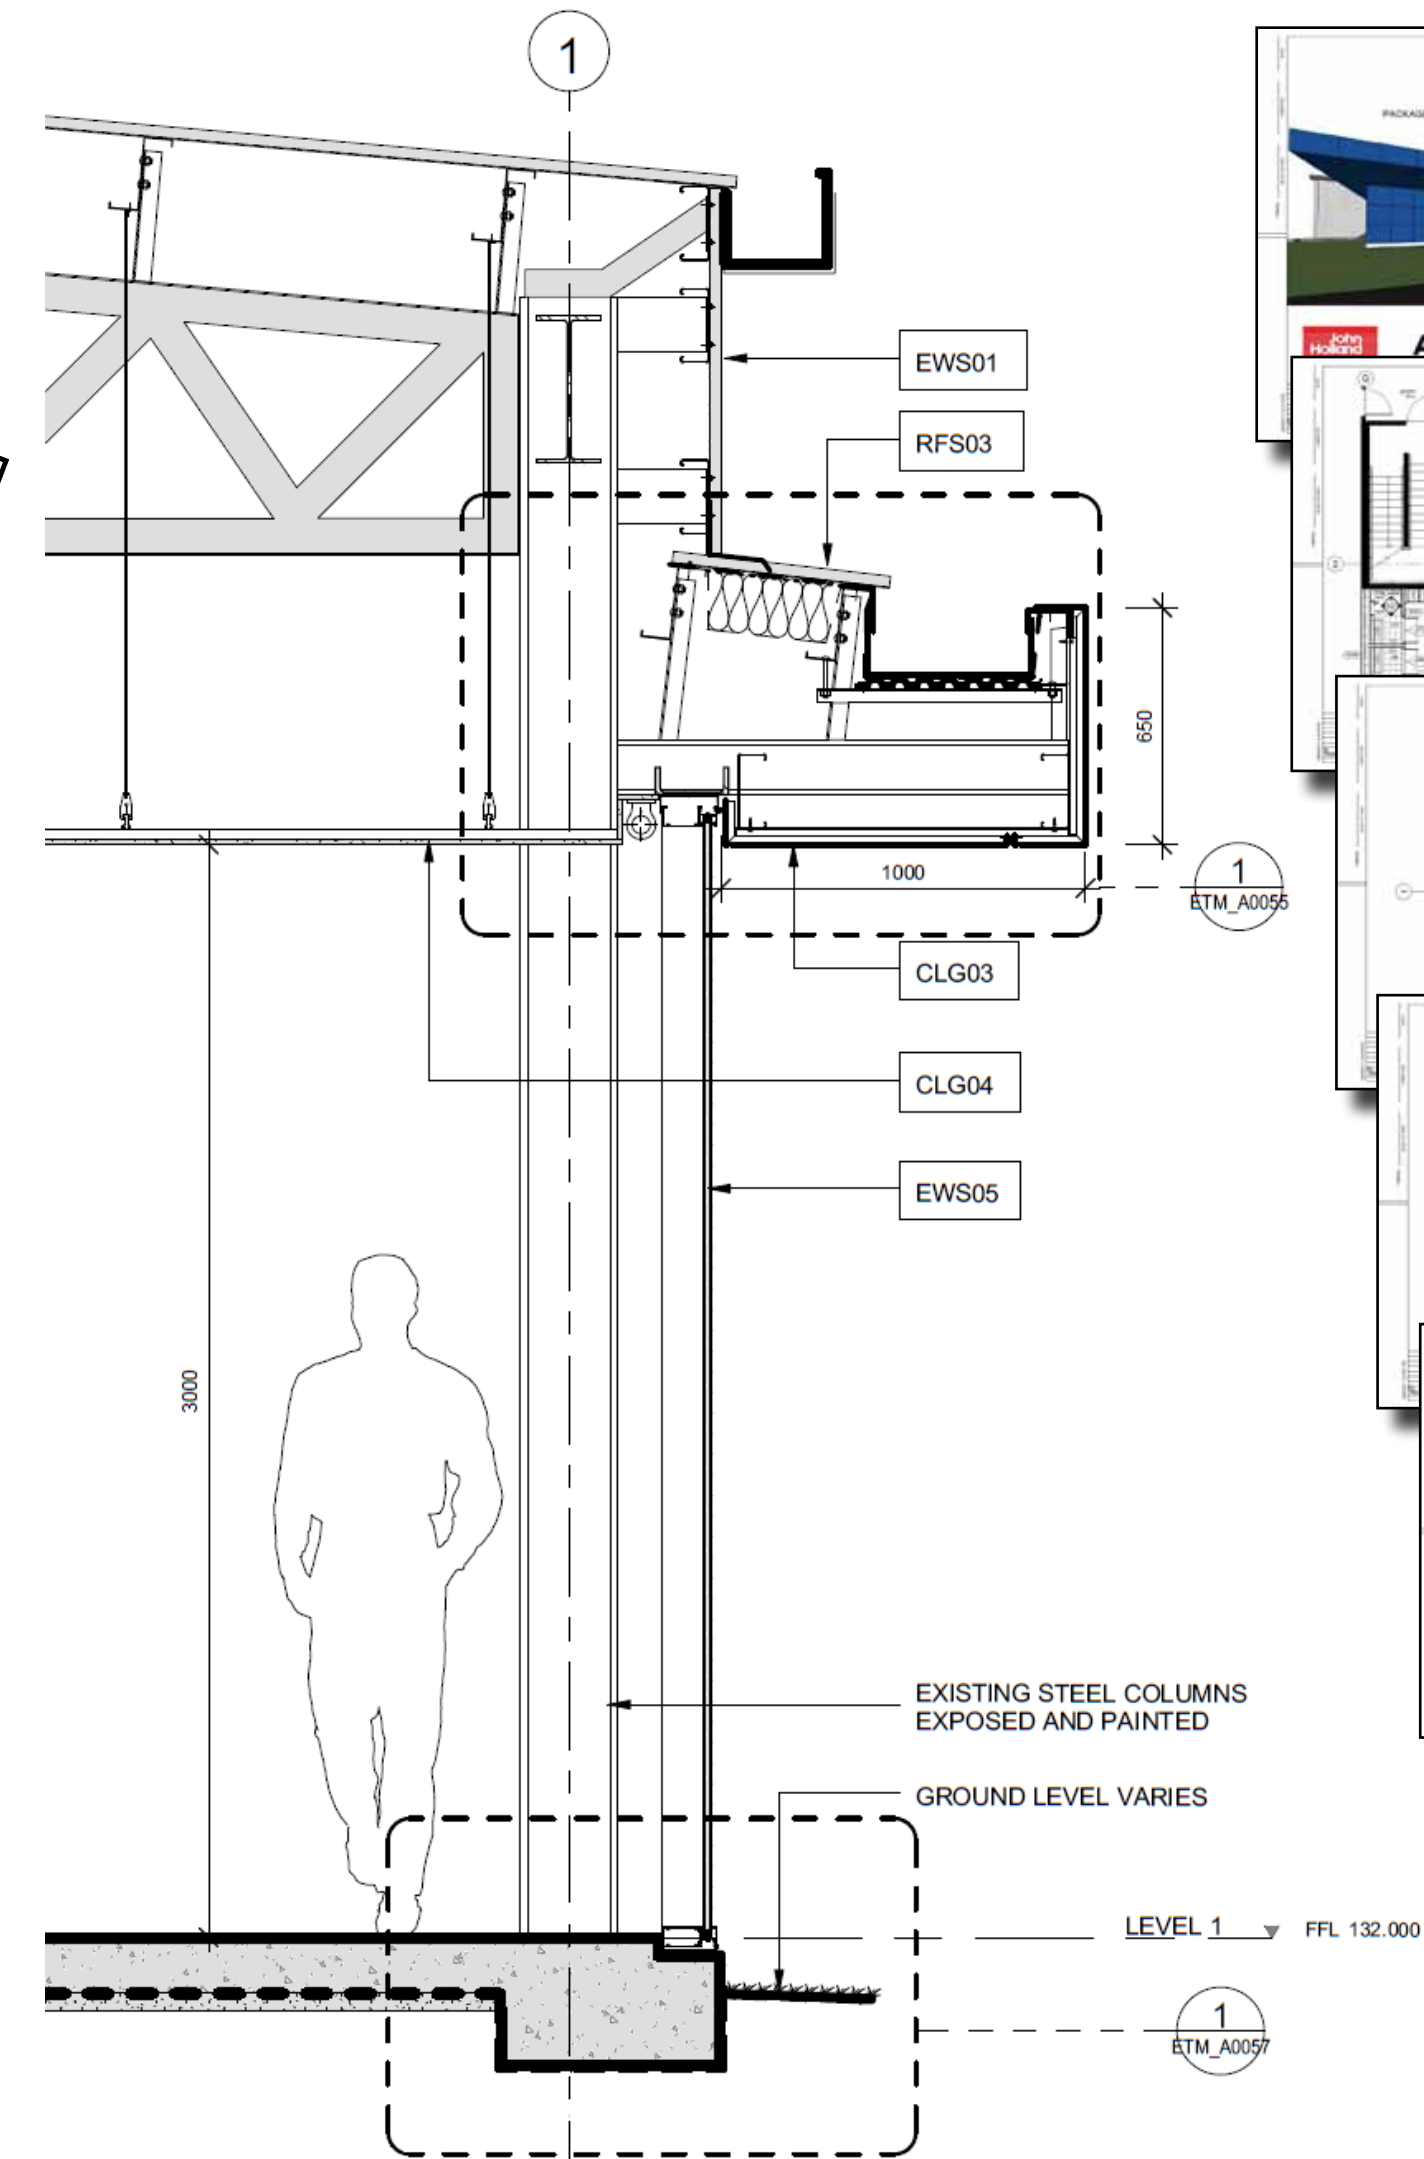 1
PACKAGE
John
Holland
A
EWS01
RFS03
650
1000
1
ETM_A0055
CLG03
CLG04
EWS05
3000
EXISTING STEEL COLUMNS
EXPOSED AND PAINTED
GROUND LEVEL VARIES
LEVEL 1
FFL 132.000
1
ETM_A0057